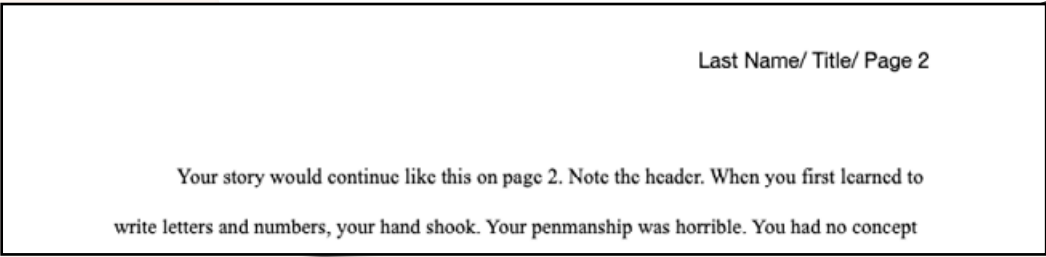 Last Name/ Title/ Page 2
Your story would continue like this on page 2. Note the header. When you first learned to
write letters and numbers, your hand shook. Your penmanship was horrible. You had no concept